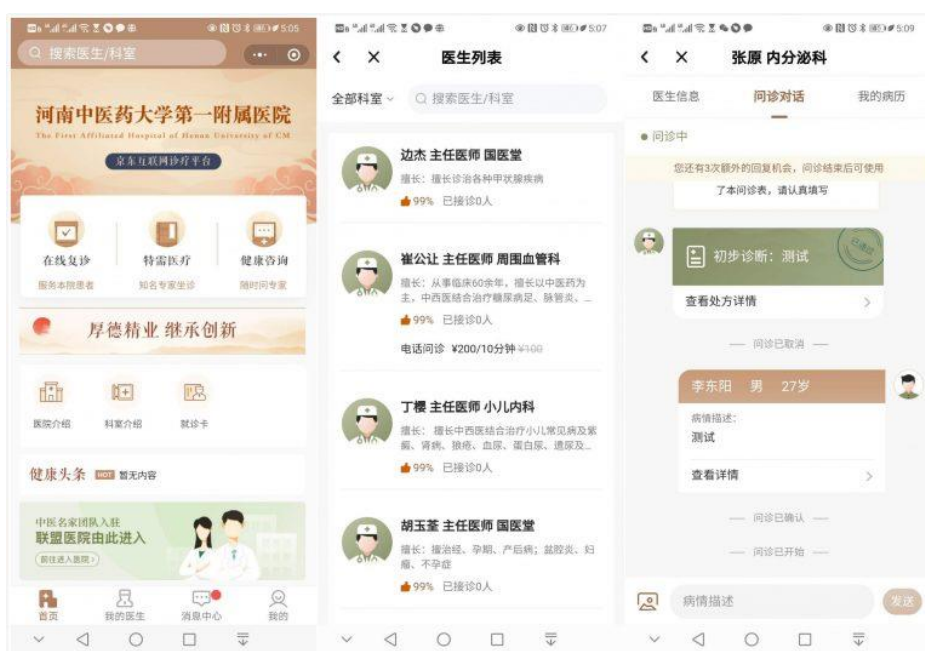 5:05
搜索医生/科室
河南中医药大学第一附属医院
The First Affiliated Hospital of Henan University of CM
京东互联网诊疗平台
在线复诊
特需医疗
健康咨询
服务本院患者
知名专家坐诊
随时问专家
厚德精业 继承创新
医院介绍
科室介绍
就诊卡
健康头条 HOT 暂无内容
中医名家团队入驻
联盟医院由此进入
前往进入医院>
首页
我的医生
消息中心
我的
5:07
医生列表
全部科室
搜索医生/科室
边杰 主任医师 国医堂
擅长：擅长诊治各种甲状腺疾病
99% 已接诊0人
崔公让 主任医师 周围血管科
擅长：从事临床60余年，擅长以中医药为
主，中西医结合治疗糖尿病足、脉管炎、...
99% 已接诊0人
电话问诊 ¥200/10分钟 ¥100
丁樱 主任医师 小儿内科
擅长： 擅长中西医结合治疗小儿常见病及紫
癜、肾病、狼疮、血尿、蛋白尿、遗尿及...
99% 已接诊0人
胡玉荃 主任医师 国医堂
擅长：擅治经、孕期、产后病；盆腔炎、妇
瘤、不孕症
99% 已接诊0人
5:09
张原 内分泌科
医生信息
问诊对话
我的病历
问诊中
您还有3次额外的回复机会，问诊结束后可使用
了本问诊表，请认真填写
初步诊断：测试
已通过
查看处方详情
问诊已取消
李东阳 男 27岁
病情描述：
测试
查看详情
问诊已确认
问诊已开始
病情描述
发送